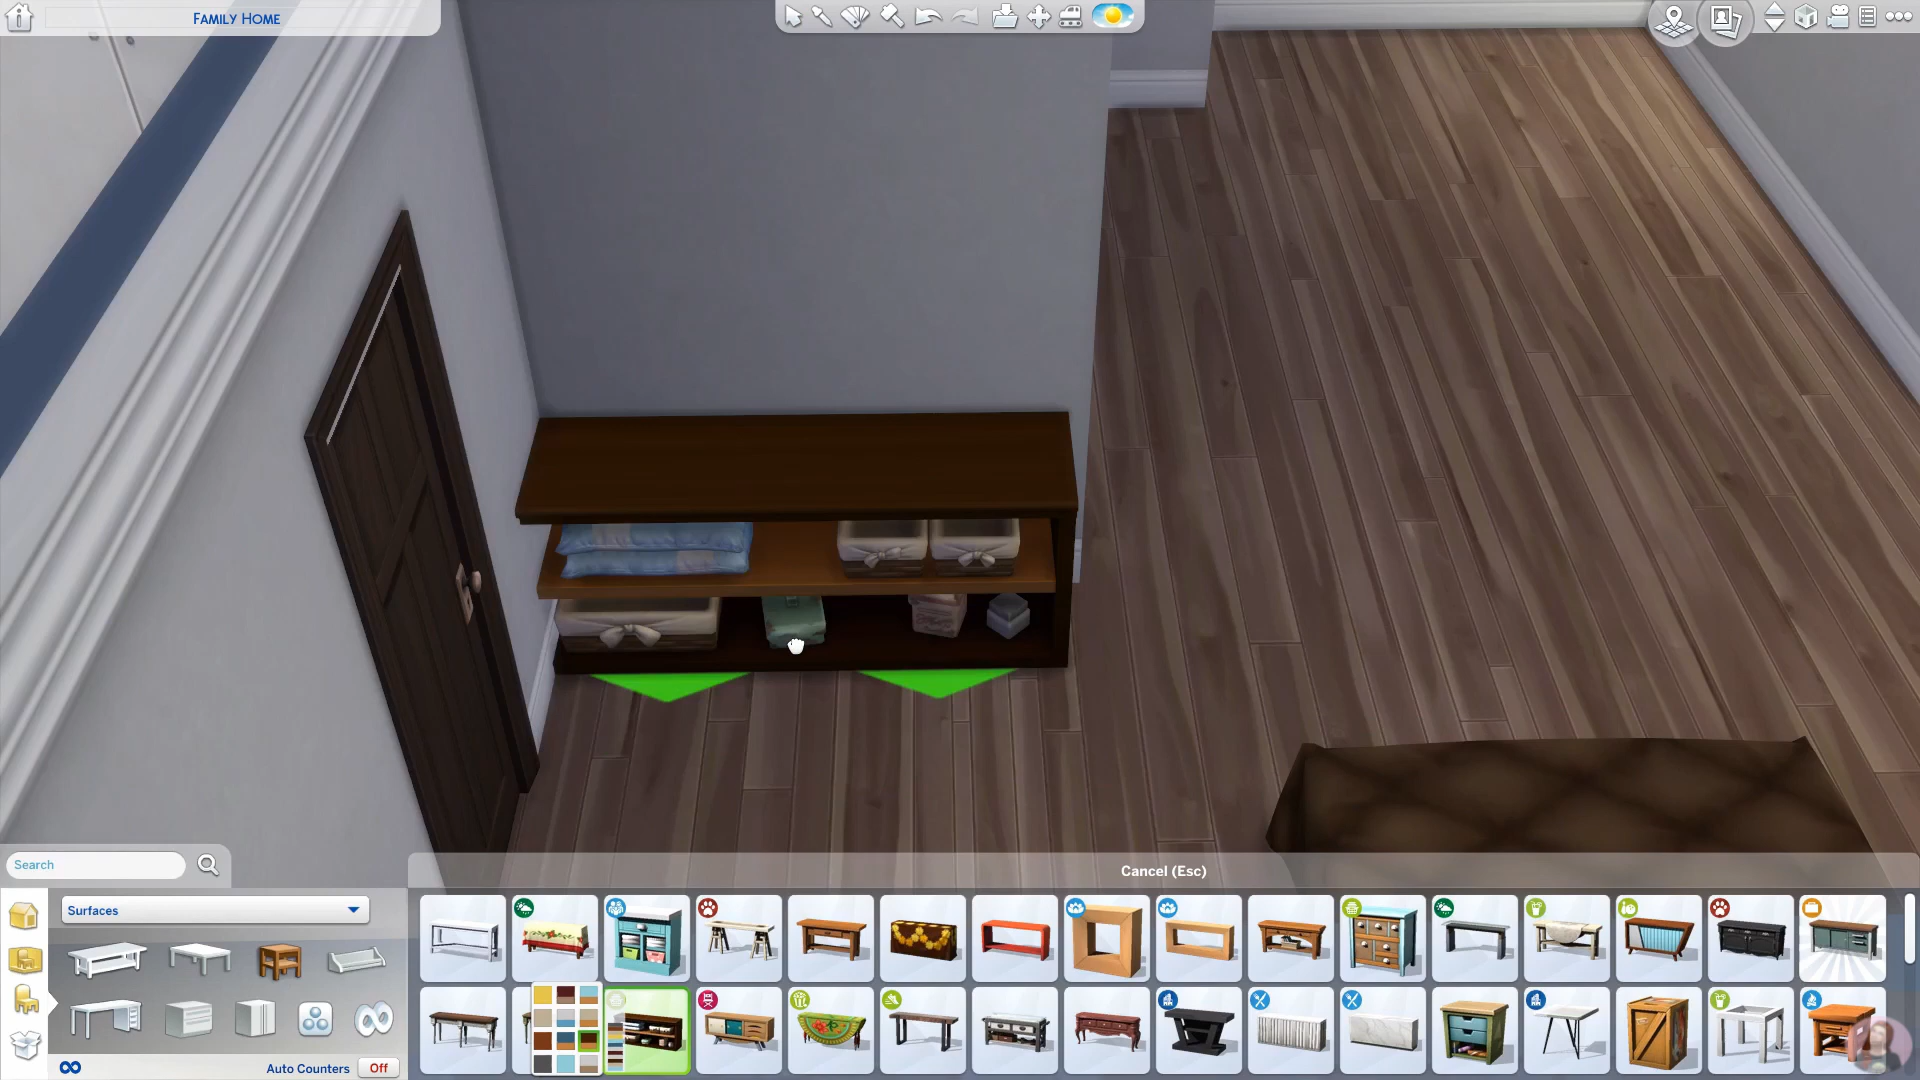 FAMILY HOME
Cancel (Esc)
Search
Surfaces
Auto Counters
Off